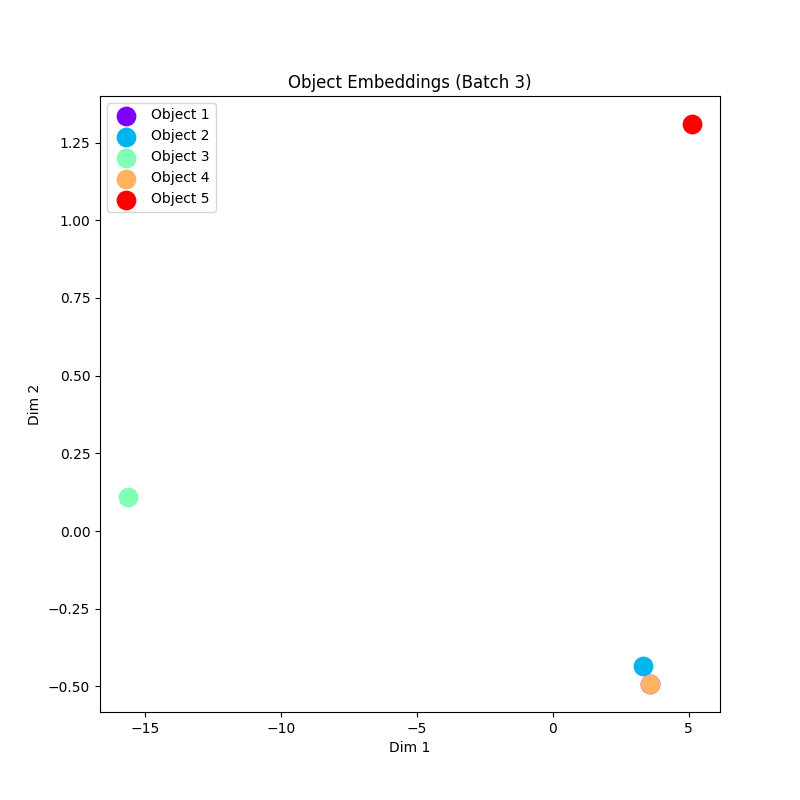 Object Embeddings (Batch 3)
Object 1
Object 2
Object 3
Object 4
Object 5
1.25
1.00
0.75
0.50
0.25
0.00
−0.25
−0.50
Dim 2
−15 −10 −5 0 5
Dim 1